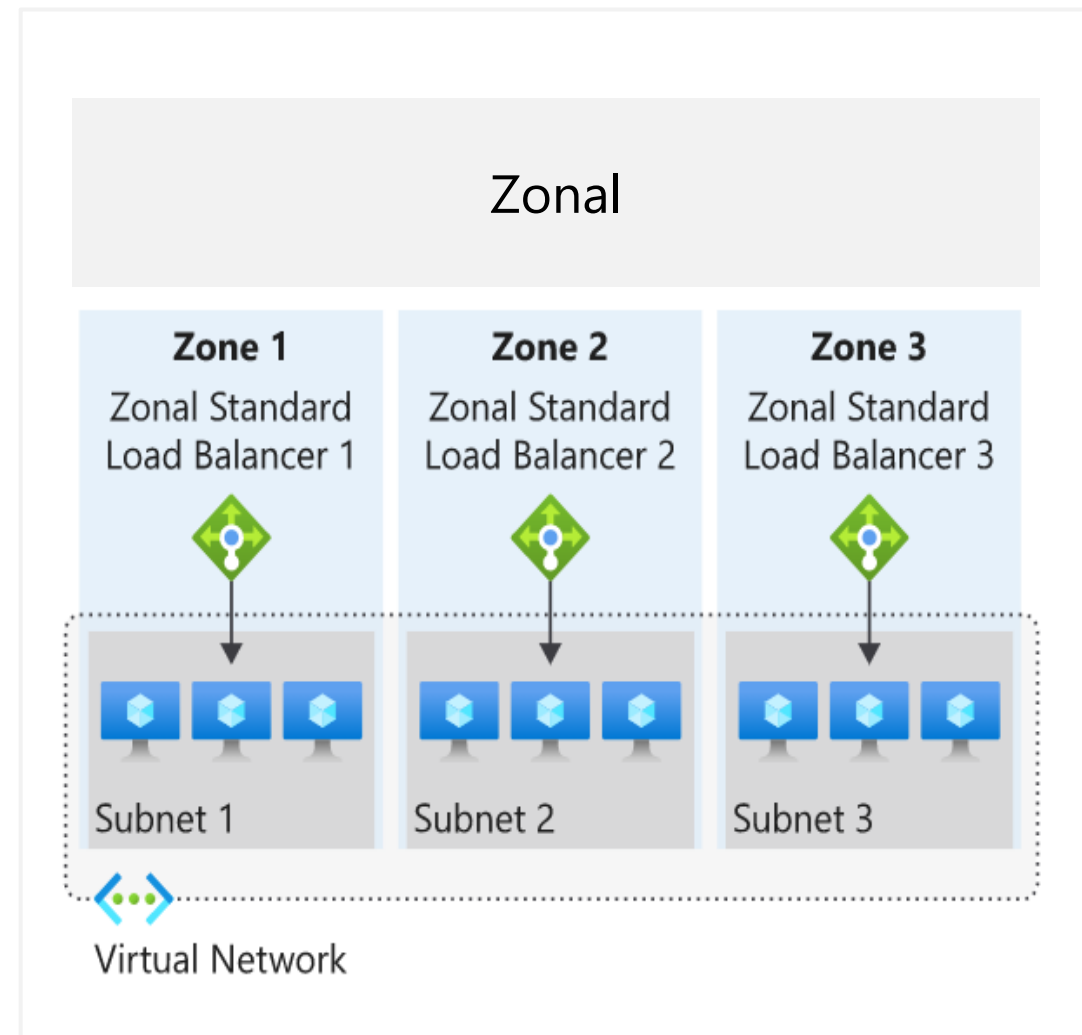 Zonal
Zone 1
Zonal Standard
Load Balancer 1
Zone 2
Zonal Standard
Load Balancer 2
Zone 3
Zonal Standard
Load Balancer 3
Subnet 1
Subnet 2
Subnet 3
Virtual Network